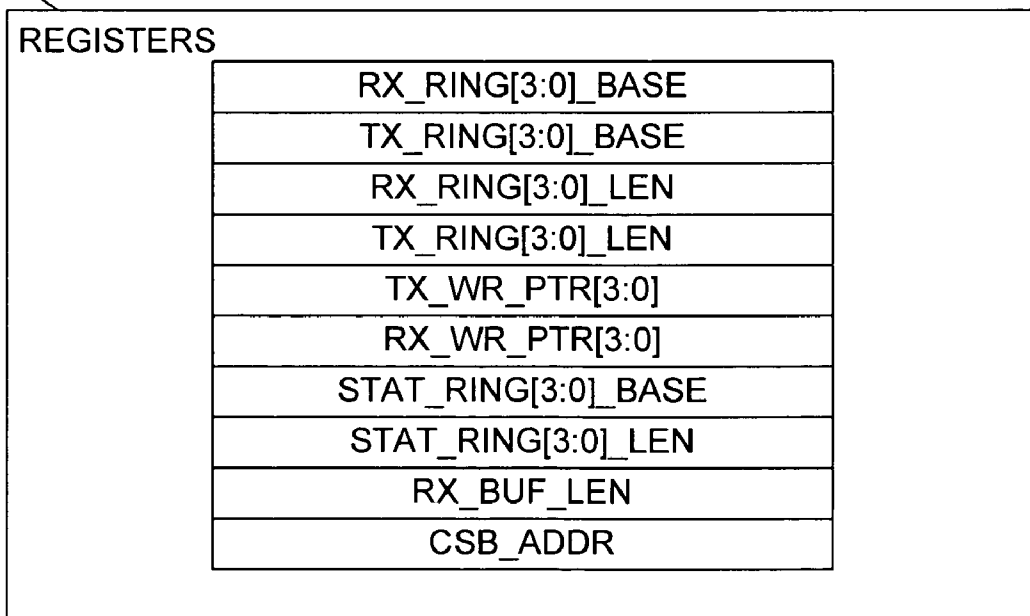 REGISTERS
RX_RING[3:0]_BASE
TX_RING[3:0]_BASE
RX_RING[3:0]_LEN
TX_RING[3:0]_LEN
TX_WR_PTR[3:0]
RX_WR_PTR[3:0]
STAT_RING[3:0]_BASE
STAT_RING[3:0]_LEN
RX_BUF_LEN
CSB_ADDR